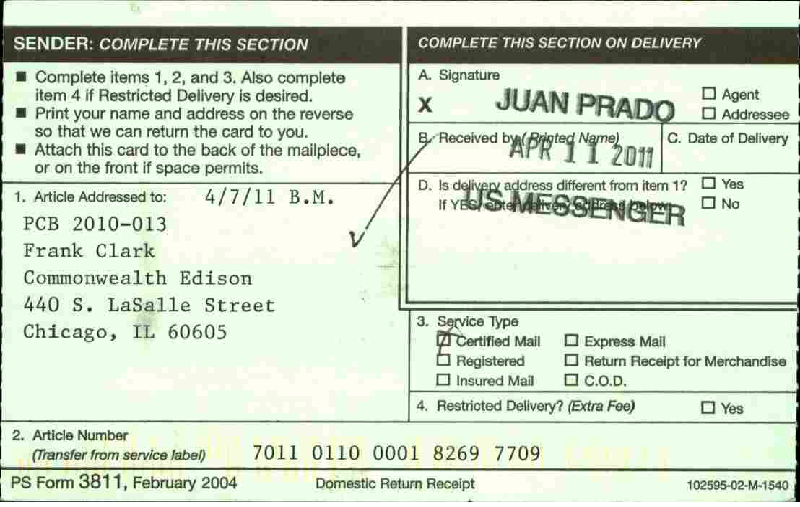 SENDER: COMPLETE THIS SECTION
■ Complete items 1, 2, and 3. Also complete
item 4 if Restricted Delivery is desired.
■ Print your name and address on the reverse
so that we can return the card to you.
■ Attach this card to the back of the mailpiece,
or on the front if space permits.
1. Article Addressed to: 4/7/11 B.M.
PCB 2010-013
Frank Clark
Commonwealth Edison
440 S. LaSalle Street
Chicago, IL 60605
COMPLETE THIS SECTION ON DELIVERY
A. Signature
X JUAN PRADO
☐ Agent
☐ Addressee
B. Received by (Printed Name)
C. Date of Delivery
APR 11 2011
D. Is delivery address different from item 1? ☐ Yes
If YES, enter delivery address below: ☐ No
US MESSENGER
3. Service Type
☐ Certified Mail ☐ Express Mail
☐ Registered ☐ Return Receipt for Merchandise
☐ Insured Mail ☐ C.O.D.
4. Restricted Delivery? (Extra Fee) ☐ Yes
2. Article Number
(Transfer from service label) 7011 0110 0001 8269 7709
PS Form 3811, February 2004 Domestic Return Receipt 102595-02-M-1540